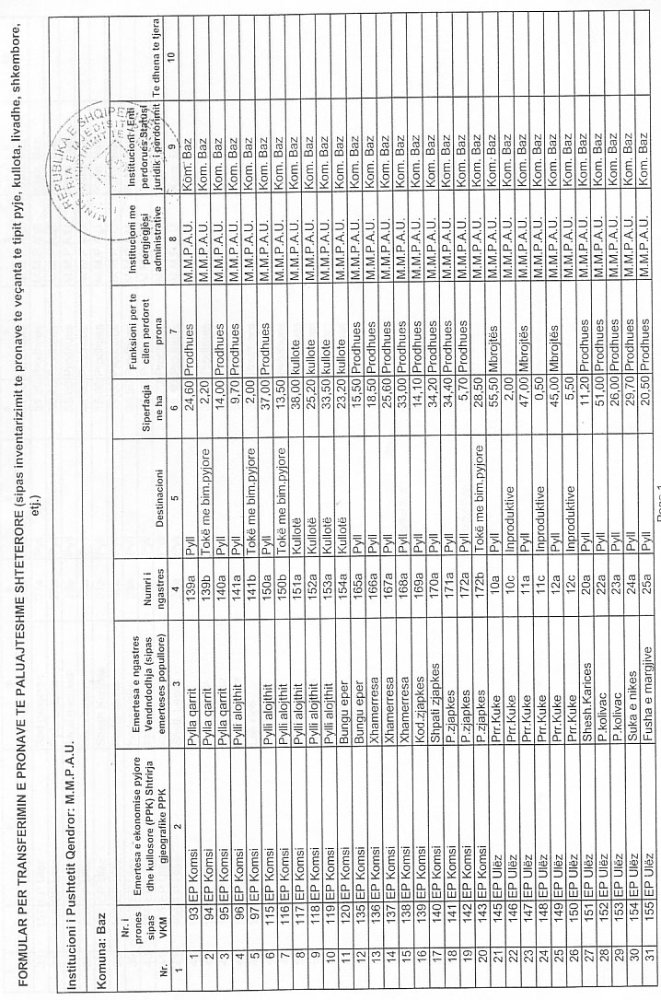 FORMULAR PER TRANSFERIMIN E PRONAVE TE PALUAJTESHME SHTETERORE (sipas inventarizimit te pronave te veçanta te tipit pyje, kullota, livadhe, shkembore,
etj.)
Institucioni i Pushtetit Qendror: M.M.P.A.U.
Komuna: Baz
Nr. Nr. i prones sipas VKM Emertesa e ekonomise pyjore dhe kullosore (PPK) Shtrirja gjeografike PPK Emertesa e ngastres Vendndodhja (sipas emerteses popullore) Numri i ngastres Destinacioni Siperfaqja ne ha Funksioni per te cilen perdoret prona Institucioni me pergjegjësi administrative Institucioni / Enti perdorues Statusi juridik i perdorimit Te dhena te tjera
1 2 3 4 5 6 7 8 9 10
1 93 EP Komsi Pylla qarrit 139a Pyll 24,60 Prodhues M.M.P.A.U. Kom. Baz
2 94 EP Komsi Pylla qarrit 139b Tokë me bim.pyjore 2,20 M.M.P.A.U. Kom. Baz
3 95 EP Komsi Pylla qarrit 140a Pyll 14,00 Prodhues M.M.P.A.U. Kom. Baz
4 96 EP Komsi Pylli alojthit 141a Pyll 9,70 Prodhues M.M.P.A.U. Kom. Baz
5 97 EP Komsi 141b Tokë me bim.pyjore 2,00 M.M.P.A.U. Kom. Baz
6 115 EP Komsi Pylli alojthit 150a Pyll 37,00 Prodhues M.M.P.A.U. Kom. Baz
7 116 EP Komsi Pylli alojthit 150b Tokë me bim.pyjore 13,50 M.M.P.A.U. Kom. Baz
8 117 EP Komsi Pylli alojthit 151a Kullotë 38,00 kullote M.M.P.A.U. Kom. Baz
9 118 EP Komsi Pylli alojthit 152a Kullotë 25,20 kullote M.M.P.A.U. Kom. Baz
10 119 EP Komsi Pylli alojthit 153a Kullotë 33,50 kullote M.M.P.A.U. Kom. Baz
11 120 EP Komsi Bungu eper 154a Kullotë 23,20 kullote M.M.P.A.U. Kom. Baz
12 135 EP Komsi Bungu eper 165a Pyll 15,50 Prodhues M.M.P.A.U. Kom. Baz
13 136 EP Komsi Xhamerresa 166a Pyll 18,50 Prodhues M.M.P.A.U. Kom. Baz
14 137 EP Komsi Xhamerresa 167a Pyll 25,60 Prodhues M.M.P.A.U. Kom. Baz
15 138 EP Komsi Xhamerresa 168a Pyll 33,00 Prodhues M.M.P.A.U. Kom. Baz
16 139 EP Komsi Kod.zjapkes 169a Pyll 14,10 Prodhues M.M.P.A.U. Kom. Baz
17 140 EP Komsi Shpati zjapkes 170a Pyll 34,20 Prodhues M.M.P.A.U. Kom. Baz
18 141 EP Komsi P.zjapkes 171a Pyll 34,40 Prodhues M.M.P.A.U. Kom. Baz
19 142 EP Komsi P.zjapkes 172a Pyll 5,70 Prodhues M.M.P.A.U. Kom. Baz
20 143 EP Komsi P.zjapkes 172b Tokë me bim.pyjore 28,50 M.M.P.A.U. Kom. Baz
21 145 EP Ulëz Prr.Kuke 10a Pyll 55,50 Mbrojtës M.M.P.A.U. Kom. Baz
22 146 EP Ulëz Prr.Kuke 10c Inproduktive 2,00 M.M.P.A.U. Kom. Baz
23 147 EP Ulëz Prr.Kuke 11a Pyll 47,00 Mbrojtës M.M.P.A.U. Kom. Baz
24 148 EP Ulëz Prr.Kuke 11c Inproduktive 0,50 M.M.P.A.U. Kom. Baz
25 149 EP Ulëz Prr.Kuke 12a Pyll 45,00 Mbrojtës M.M.P.A.U. Kom. Baz
26 150 EP Ulëz Prr.Kuke 12c Inproduktive 5,50 M.M.P.A.U. Kom. Baz
27 151 EP Ulëz Shesh.Karices 20a Pyll 11,20 Prodhues M.M.P.A.U. Kom. Baz
28 152 EP Ulëz P.kolivac 22a Pyll 51,00 Prodhues M.M.P.A.U. Kom. Baz
29 153 EP Ulëz P.kolivac 23a Pyll 26,00 Prodhues M.M.P.A.U. Kom. Baz
30 154 EP Ulëz Suka e nikes 24a Pyll 29,70 Prodhues M.M.P.A.U. Kom. Baz
31 155 EP Ulëz Fusha e margjive 25a Pyll 20,50 Prodhues M.M.P.A.U. Kom. Baz
Page 1